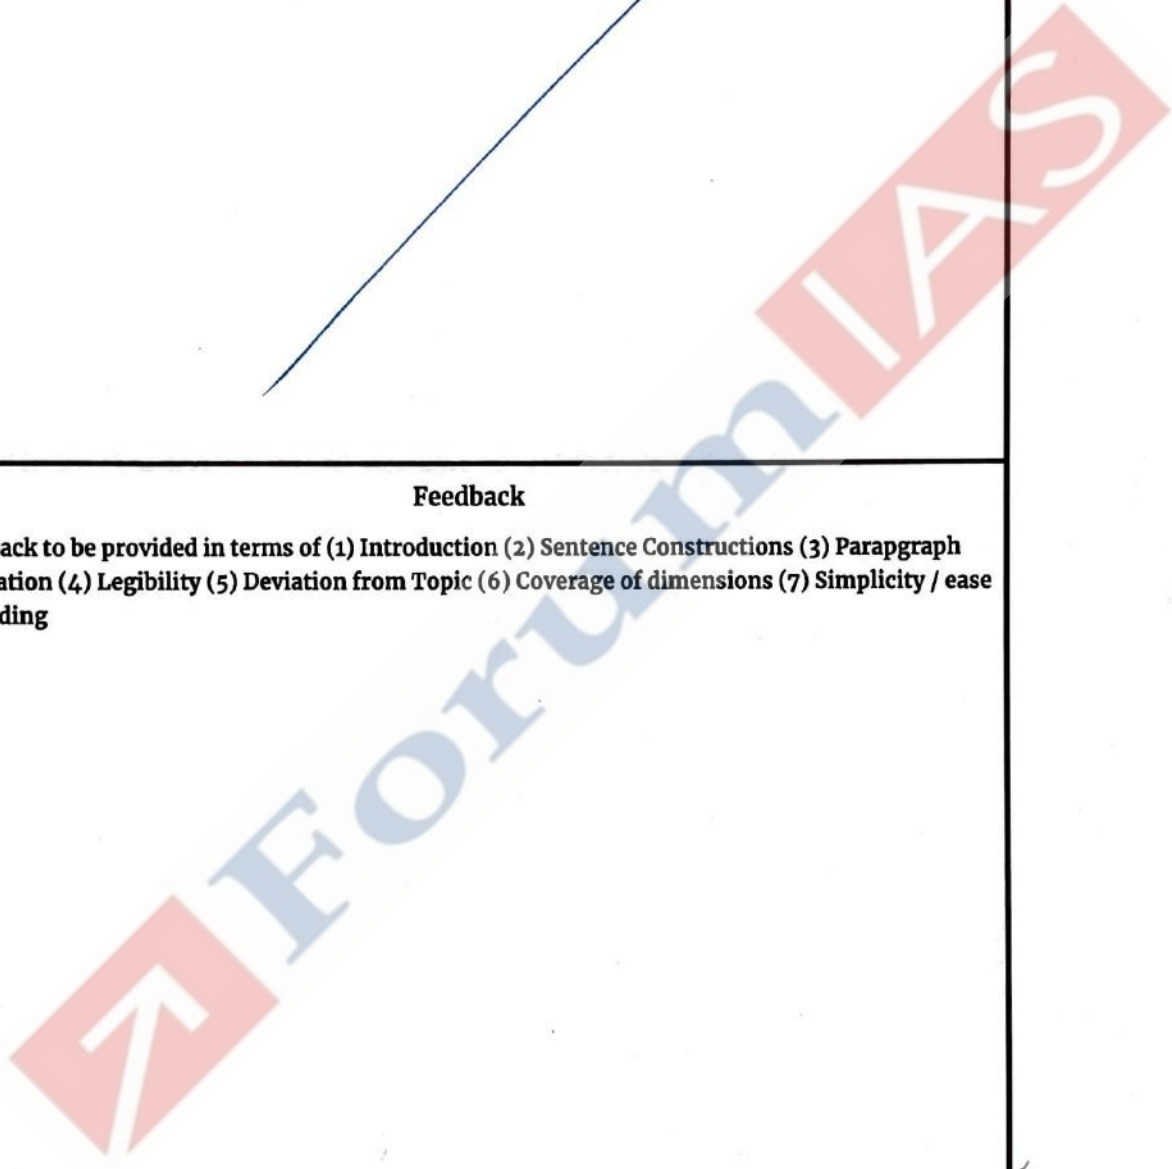 Feedback
ack to be provided in terms of (1) Introduction (2) Sentence Constructions (3) Parapgraph
ation (4) Legibility (5) Deviation from Topic (6) Coverage of dimensions (7) Simplicity / ease
ding
ForumIAS